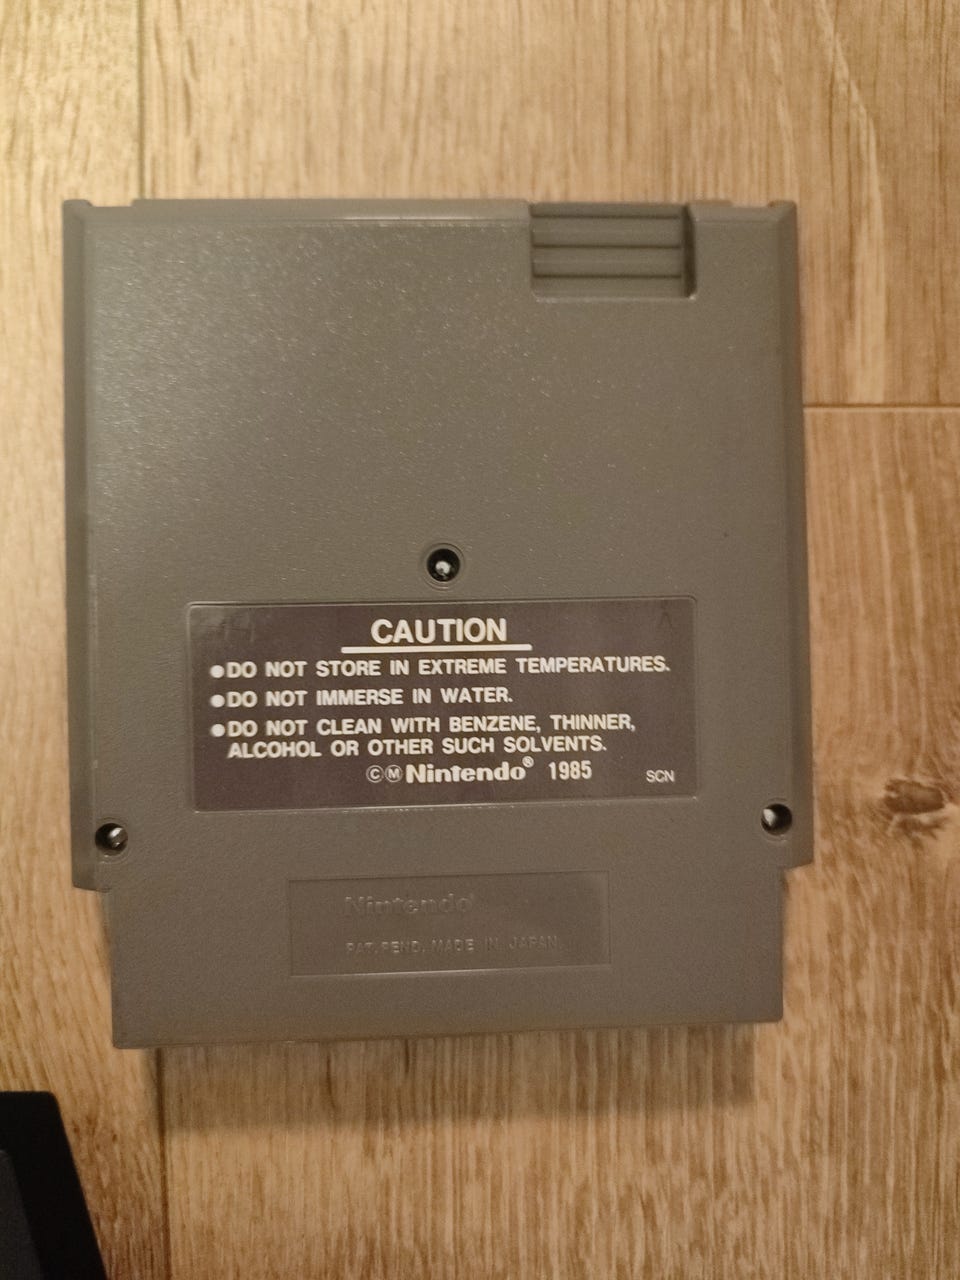 CAUTION
●DO NOT STORE IN EXTREME TEMPERATURES.
●DO NOT IMMERSE IN WATER.
●DO NOT CLEAN WITH BENZENE, THINNER,
ALCOHOL OR OTHER SUCH SOLVENTS.
ⒸⓂNintendo® 1985 SCN
Nintendo®
PAT. PEND. MADE IN JAPAN